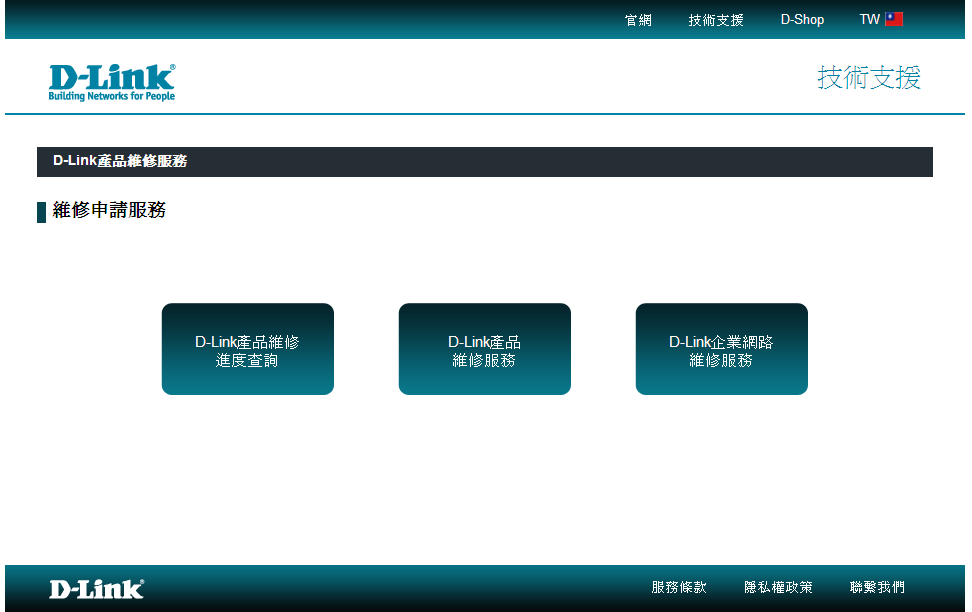 官網 技術支援 D-Shop TW
D-Link®
Building Networks for People
技術支援
D-Link產品維修服務
維修申請服務
D-Link產品維修
進度查詢
D-Link產品
維修服務
D-Link企業網路
維修服務
D-Link®
服務條款 隱私權政策 聯繫我們